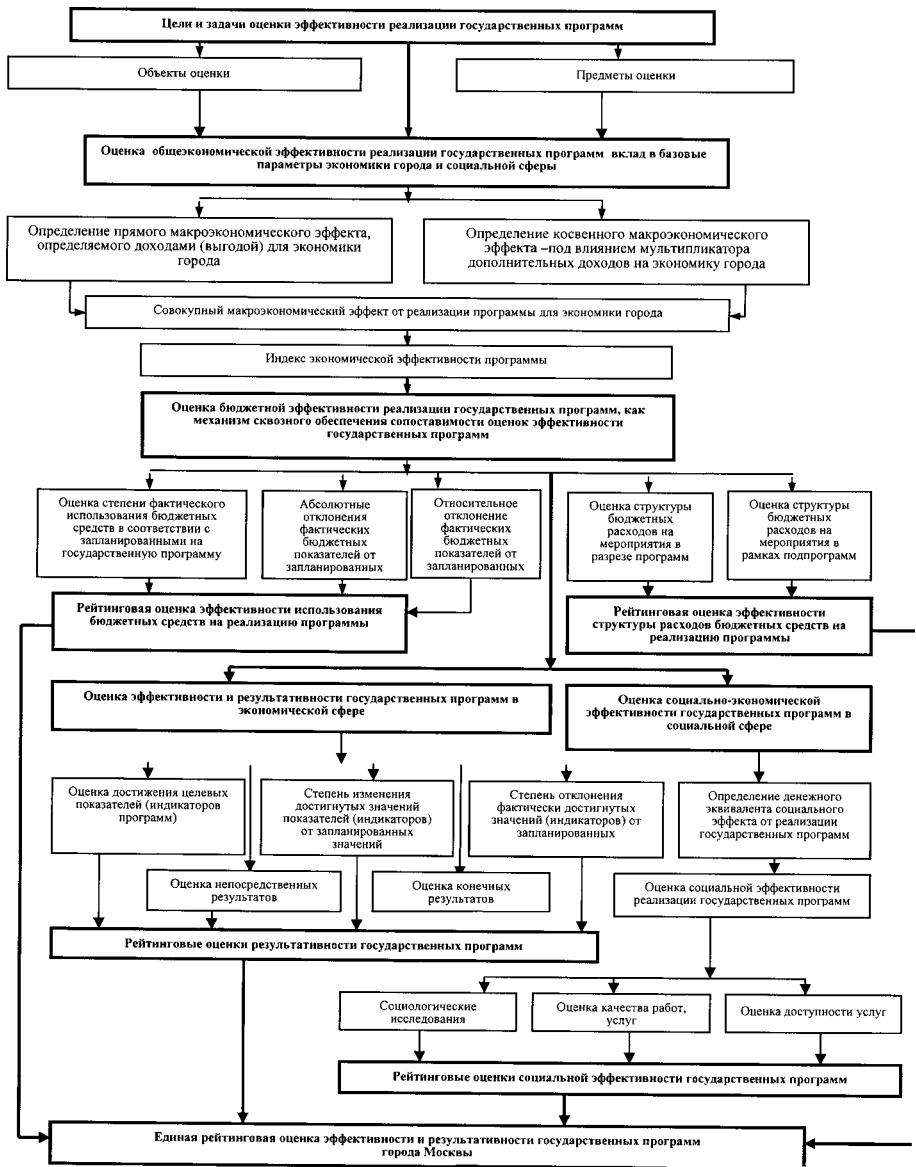 Цели и задачи оценки эффективности реализации государственных программ
Объекты оценки
Предметы оценки
Оценка общеэкономической эффективности реализации государственных программ вклад в базовые
параметры экономики города и социальной сферы
Определение прямого макроэкономического эффекта,
определяемого доходами (выгодой) для экономики
города
Определение косвенного макроэкономического
эффекта –под влиянием мультипликатора
дополнительных доходов на экономику города
Совокупный макроэкономический эффект от реализации программы для экономики города
Индекс экономической эффективности программы
Оценка бюджетной эффективности реализации государственных программ, как
механизм сквозного обеспечения сопоставимости оценок эффективности
государственных программ
Оценка степени фактического
использования бюджетных
средств в соответствии с
запланированными на
государственную программу
Абсолютные
отклонения
фактических
бюджетных
показателей от
запланированных
Относительное
отклонение
фактических
бюджетных
показателей от
запланированных
Оценка структуры
бюджетных
расходов на
мероприятия в
разрезе программ
Оценка структуры
бюджетных
расходов на
мероприятия в
рамках подпрограмм
Рейтинговая оценка эффективности использования
бюджетных средств на реализацию программы
Рейтинговая оценка эффективности
структуры расходов бюджетных средств на
реализацию программы
Оценка эффективности и результативности государственных программ в
экономической сфере
Оценка социально-экономической
эффективности государственных программ в
социальной сфере
Оценка достижения целевых
показателей (индикаторов
программ)
Степень изменения
достигнутых значений
показателей (индикаторов)
от запланированных
значений
Степень отклонения
фактически достигнутых
значений (индикаторов) от
запланированных
Определение денежного
эквивалента социального
эффекта от реализации
государственных программ
Оценка непосредственных
результатов
Оценка конечных
результатов
Оценка социальной эффективности
реализации государственных программ
Рейтинговые оценки результативности государственных программ
Социологические
исследования
Оценка качества работ,
услуг
Оценка доступности услуг
Рейтинговые оценки социальной эффективности государственных программ
Единая рейтинговая оценка эффективности и результативности государственных программ
города Москвы